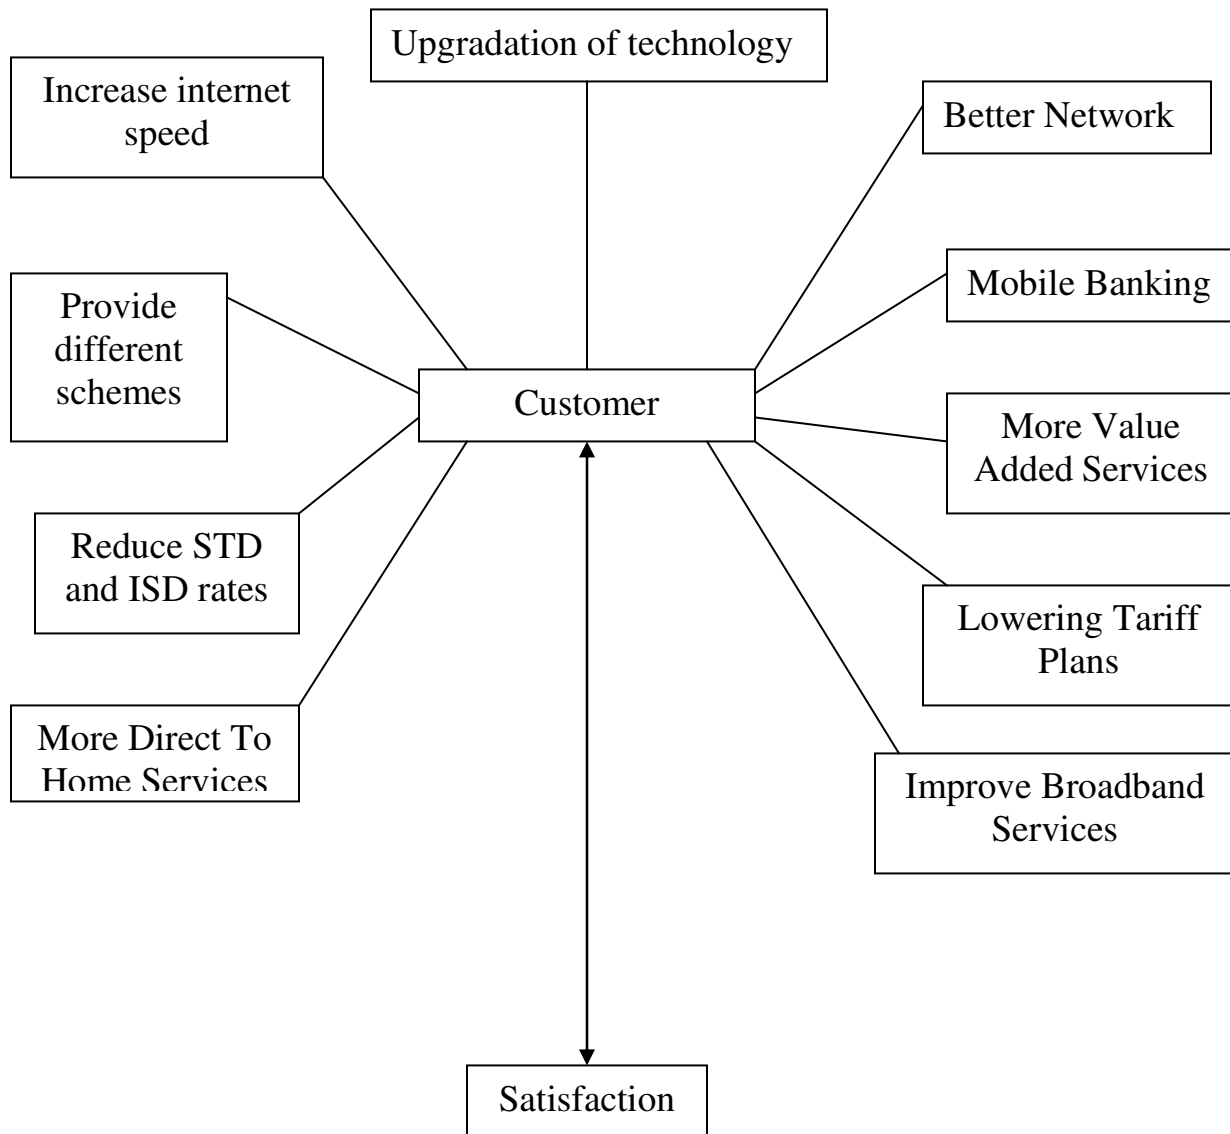 Upgradation of technology
Increase internet
speed
Better Network
Mobile Banking
Provide
different
schemes
Customer
More Value
Added Services
Reduce STD
and ISD rates
Lowering Tariff
Plans
More Direct To
Home Services
Improve Broadband
Services
Satisfaction